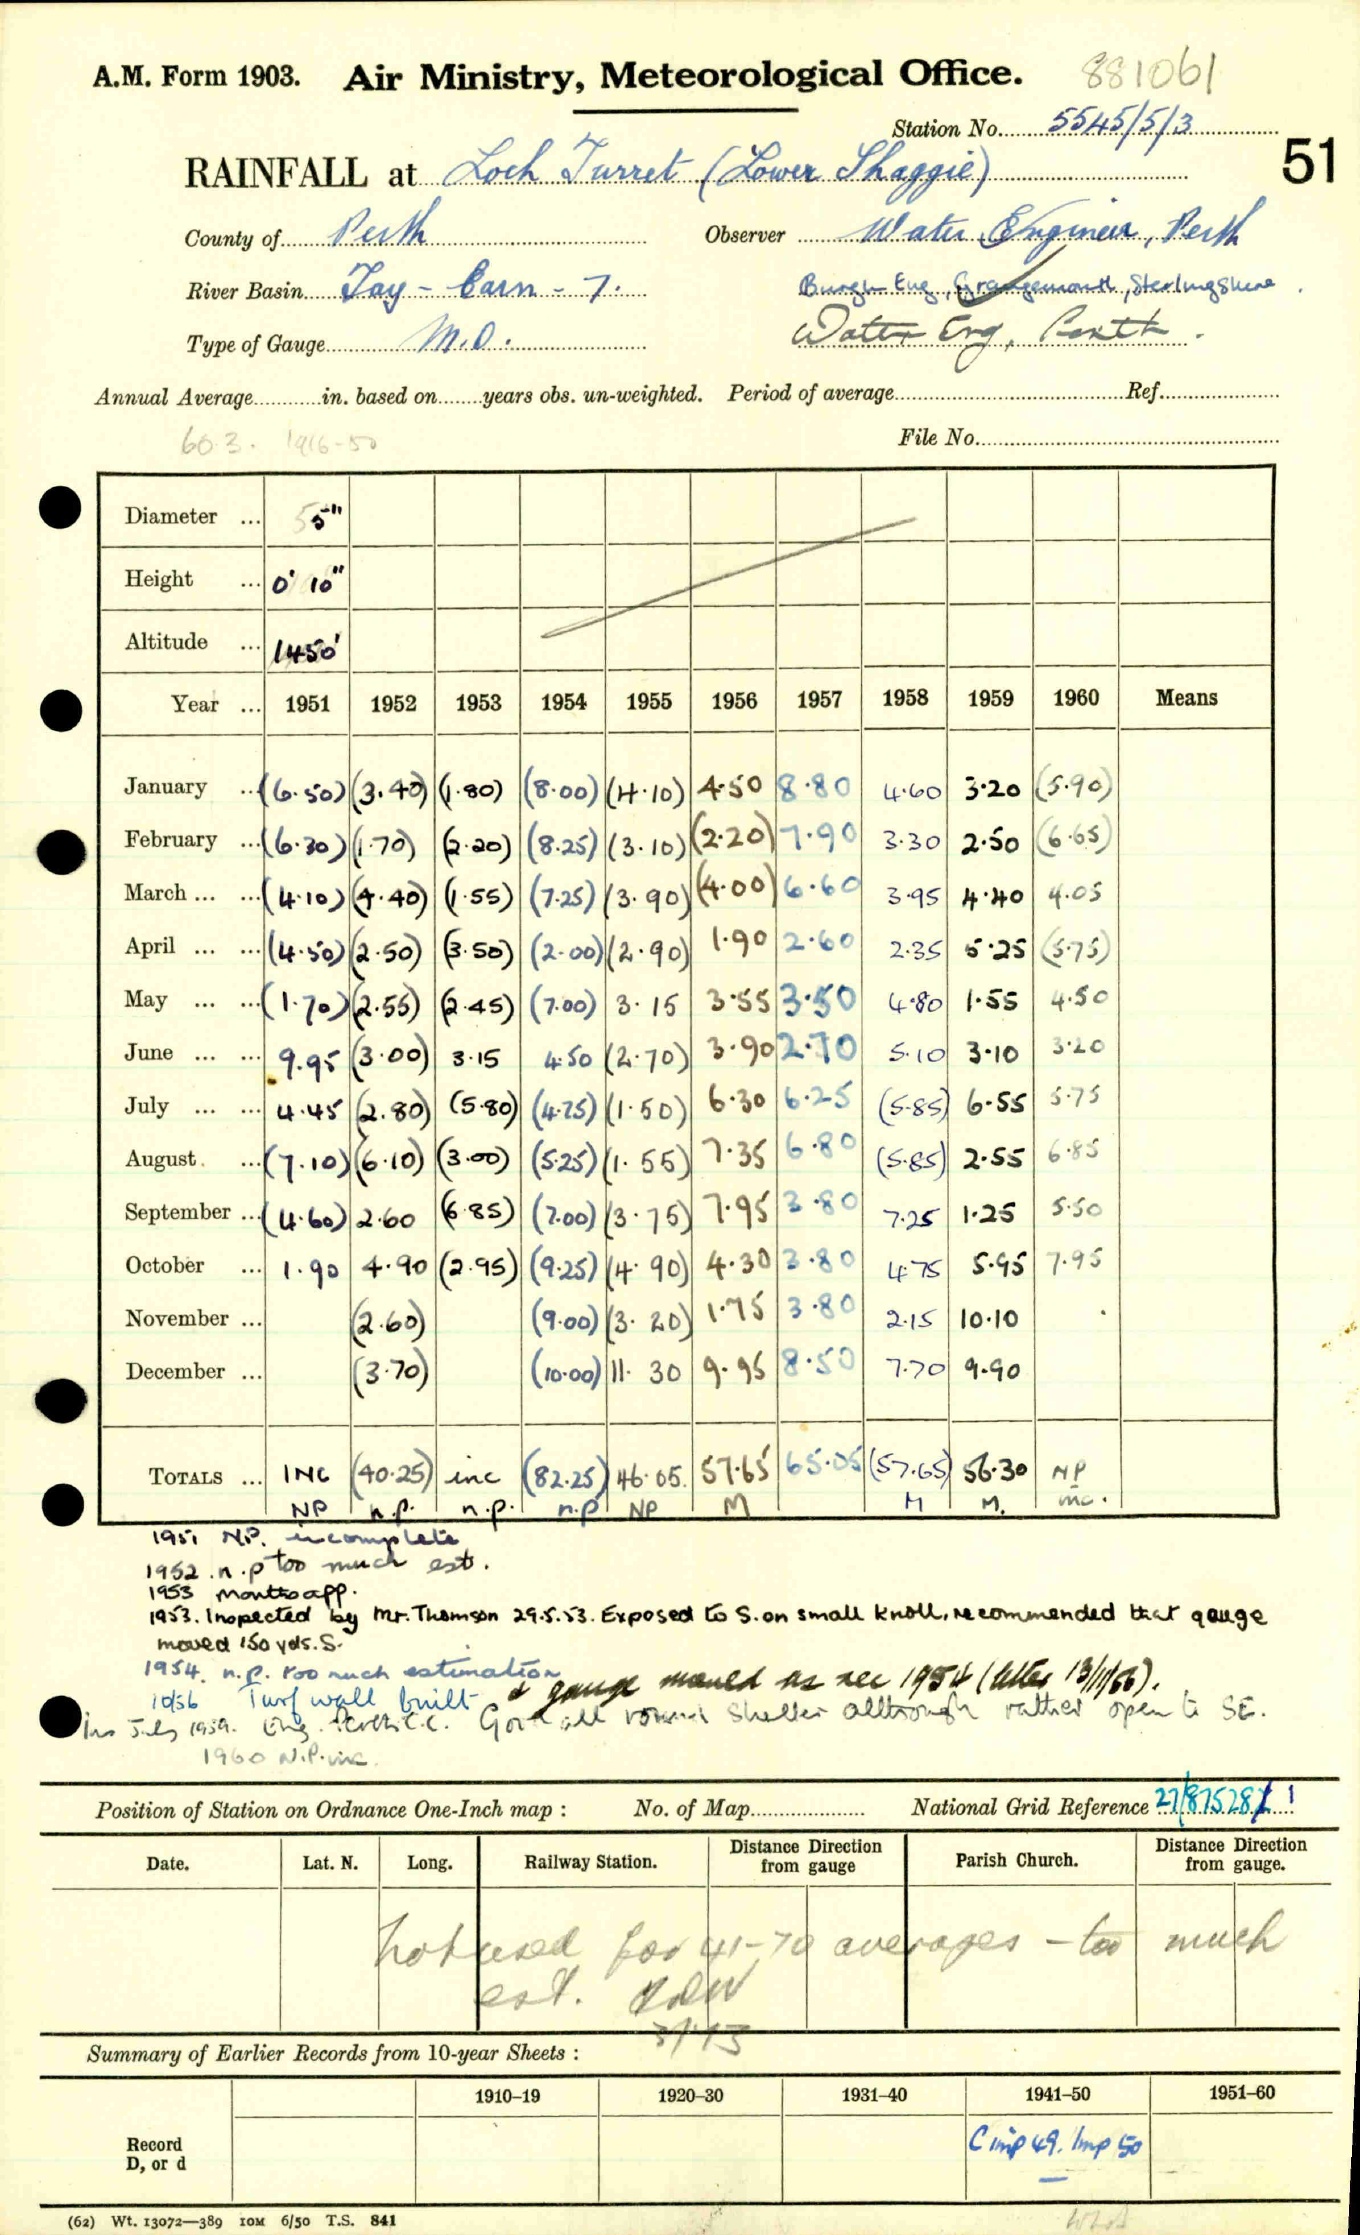 A.M. Form 1903. Air Ministry, Meteorological Office. 881061
Station No. 5545/5/3
51
RAINFALL at Loch Turret (Lower Shaggie)
County of Perth Observer Water Engineer, Perth
River Basin Tay - Earn - 7. Burgh Eng, Grangemouth, Sterlingshire.
Type of Gauge M.O. Water Eng, Perth.
Annual Average in. based on years obs. un-weighted. Period of average Ref.
60.3. 1916-50 File No.
Diameter ... 5"
Height ... 0' 10"
Altitude ... 1450'
Year ... 1951 1952 1953 1954 1955 1956 1957 1958 1959 1960 Means
January ... (6.50) (3.40) (1.80) (8.00) (4.10) 4.50 8.80 4.60 3.20 (5.90)
February ... (6.30) (1.70) (2.20) (8.25) (3.10) (2.20) 7.90 3.30 2.50 (6.65)
March ... ... (4.10) (4.40) (1.55) (7.25) (3.90) (4.00) 6.60 3.95 4.40 4.05
April ... ... (4.50) (2.50) (3.50) (2.00) (2.90) 1.90 2.60 2.35 5.25 (5.75)
May ... ... (1.70) (2.55) (2.45) (7.00) 3.15 3.55 3.50 4.80 1.55 4.50
June ... ... 9.95 (3.00) 3.15 4.50 (2.70) 3.90 2.70 5.10 3.10 3.20
July ... ... 4.45 (2.80) (5.80) (4.75) (1.50) 6.30 6.25 (5.85) 6.55 5.75
August ... (7.10) (6.10) (3.00) (5.25) (1.55) 7.35 6.80 (5.85) 2.55 6.85
September ... (4.60) 2.60 (6.85) (7.00) (3.75) 7.95 3.80 7.25 1.25 5.50
October ... 1.90 4.90 (2.95) (9.25) (4.90) 4.30 3.80 4.75 5.95 7.95
November ... (2.60) (9.00) (3.20) 1.75 3.80 2.15 10.10
December ... (3.70) (10.00) 11.30 9.95 8.50 7.70 9.90
TOTALS ... INC (40.25) inc (82.25) 46.05. 57.65 65.05 (57.65) 56.30 NP
NP n.p. n.p. n.p NP M M M. inc.
1951 N.P. incomplete
1952 n.p too much est.
1953 months app.
1953. Inspected by Mr. Thomson 29.5.53. Exposed to S. on small knoll, recommended that gauge
moved 150 yds. S.
1954. n.p. too much estimation
10/56 Turf wall built & gauge moved as rec 1954 (letter 13/11/56).
Ins July 1959. Eng. Perth C.C. Good all round shelter allthrough rather open to SE.
1960 N.P. inc.
Position of Station on Ordnance One-Inch map : No. of Map National Grid Reference 27/875282 1
Date. Lat. N. Long. Railway Station. Distance from gauge Direction Parish Church. Distance from gauge. Direction
Not used for 41-70 averages - too much
est.
3/73
Summary of Earlier Records from 10-year Sheets :
1910–19 1920–30 1931–40 1941–50 1951–60
Record
D, or d C inp 49. Imp 50
(62) Wt. 13072—389 10M 6/50 T.S. 841